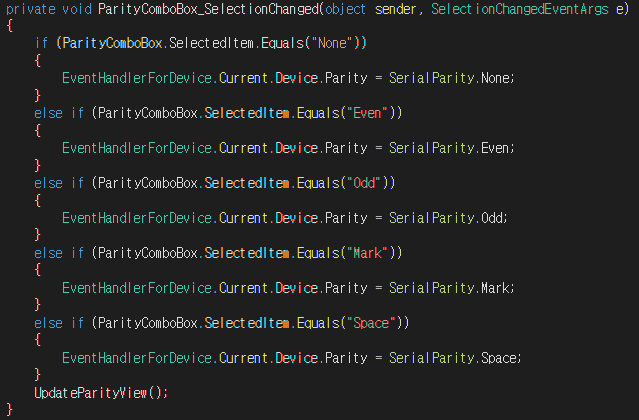 private void ParityComboBox_SelectionChanged(object sender, SelectionChangedEventArgs e)
{
if (ParityComboBox.SelectedItem.Equals("None"))
{
EventHandlerForDevice.Current.Device.Parity = SerialParity.None;
}
else if (ParityComboBox.SelectedItem.Equals("Even"))
{
EventHandlerForDevice.Current.Device.Parity = SerialParity.Even;
}
else if (ParityComboBox.SelectedItem.Equals("Odd"))
{
EventHandlerForDevice.Current.Device.Parity = SerialParity.Odd;
}
else if (ParityComboBox.SelectedItem.Equals("Mark"))
{
EventHandlerForDevice.Current.Device.Parity = SerialParity.Mark;
}
else if (ParityComboBox.SelectedItem.Equals("Space"))
{
EventHandlerForDevice.Current.Device.Parity = SerialParity.Space;
}
UpdateParityView();
}